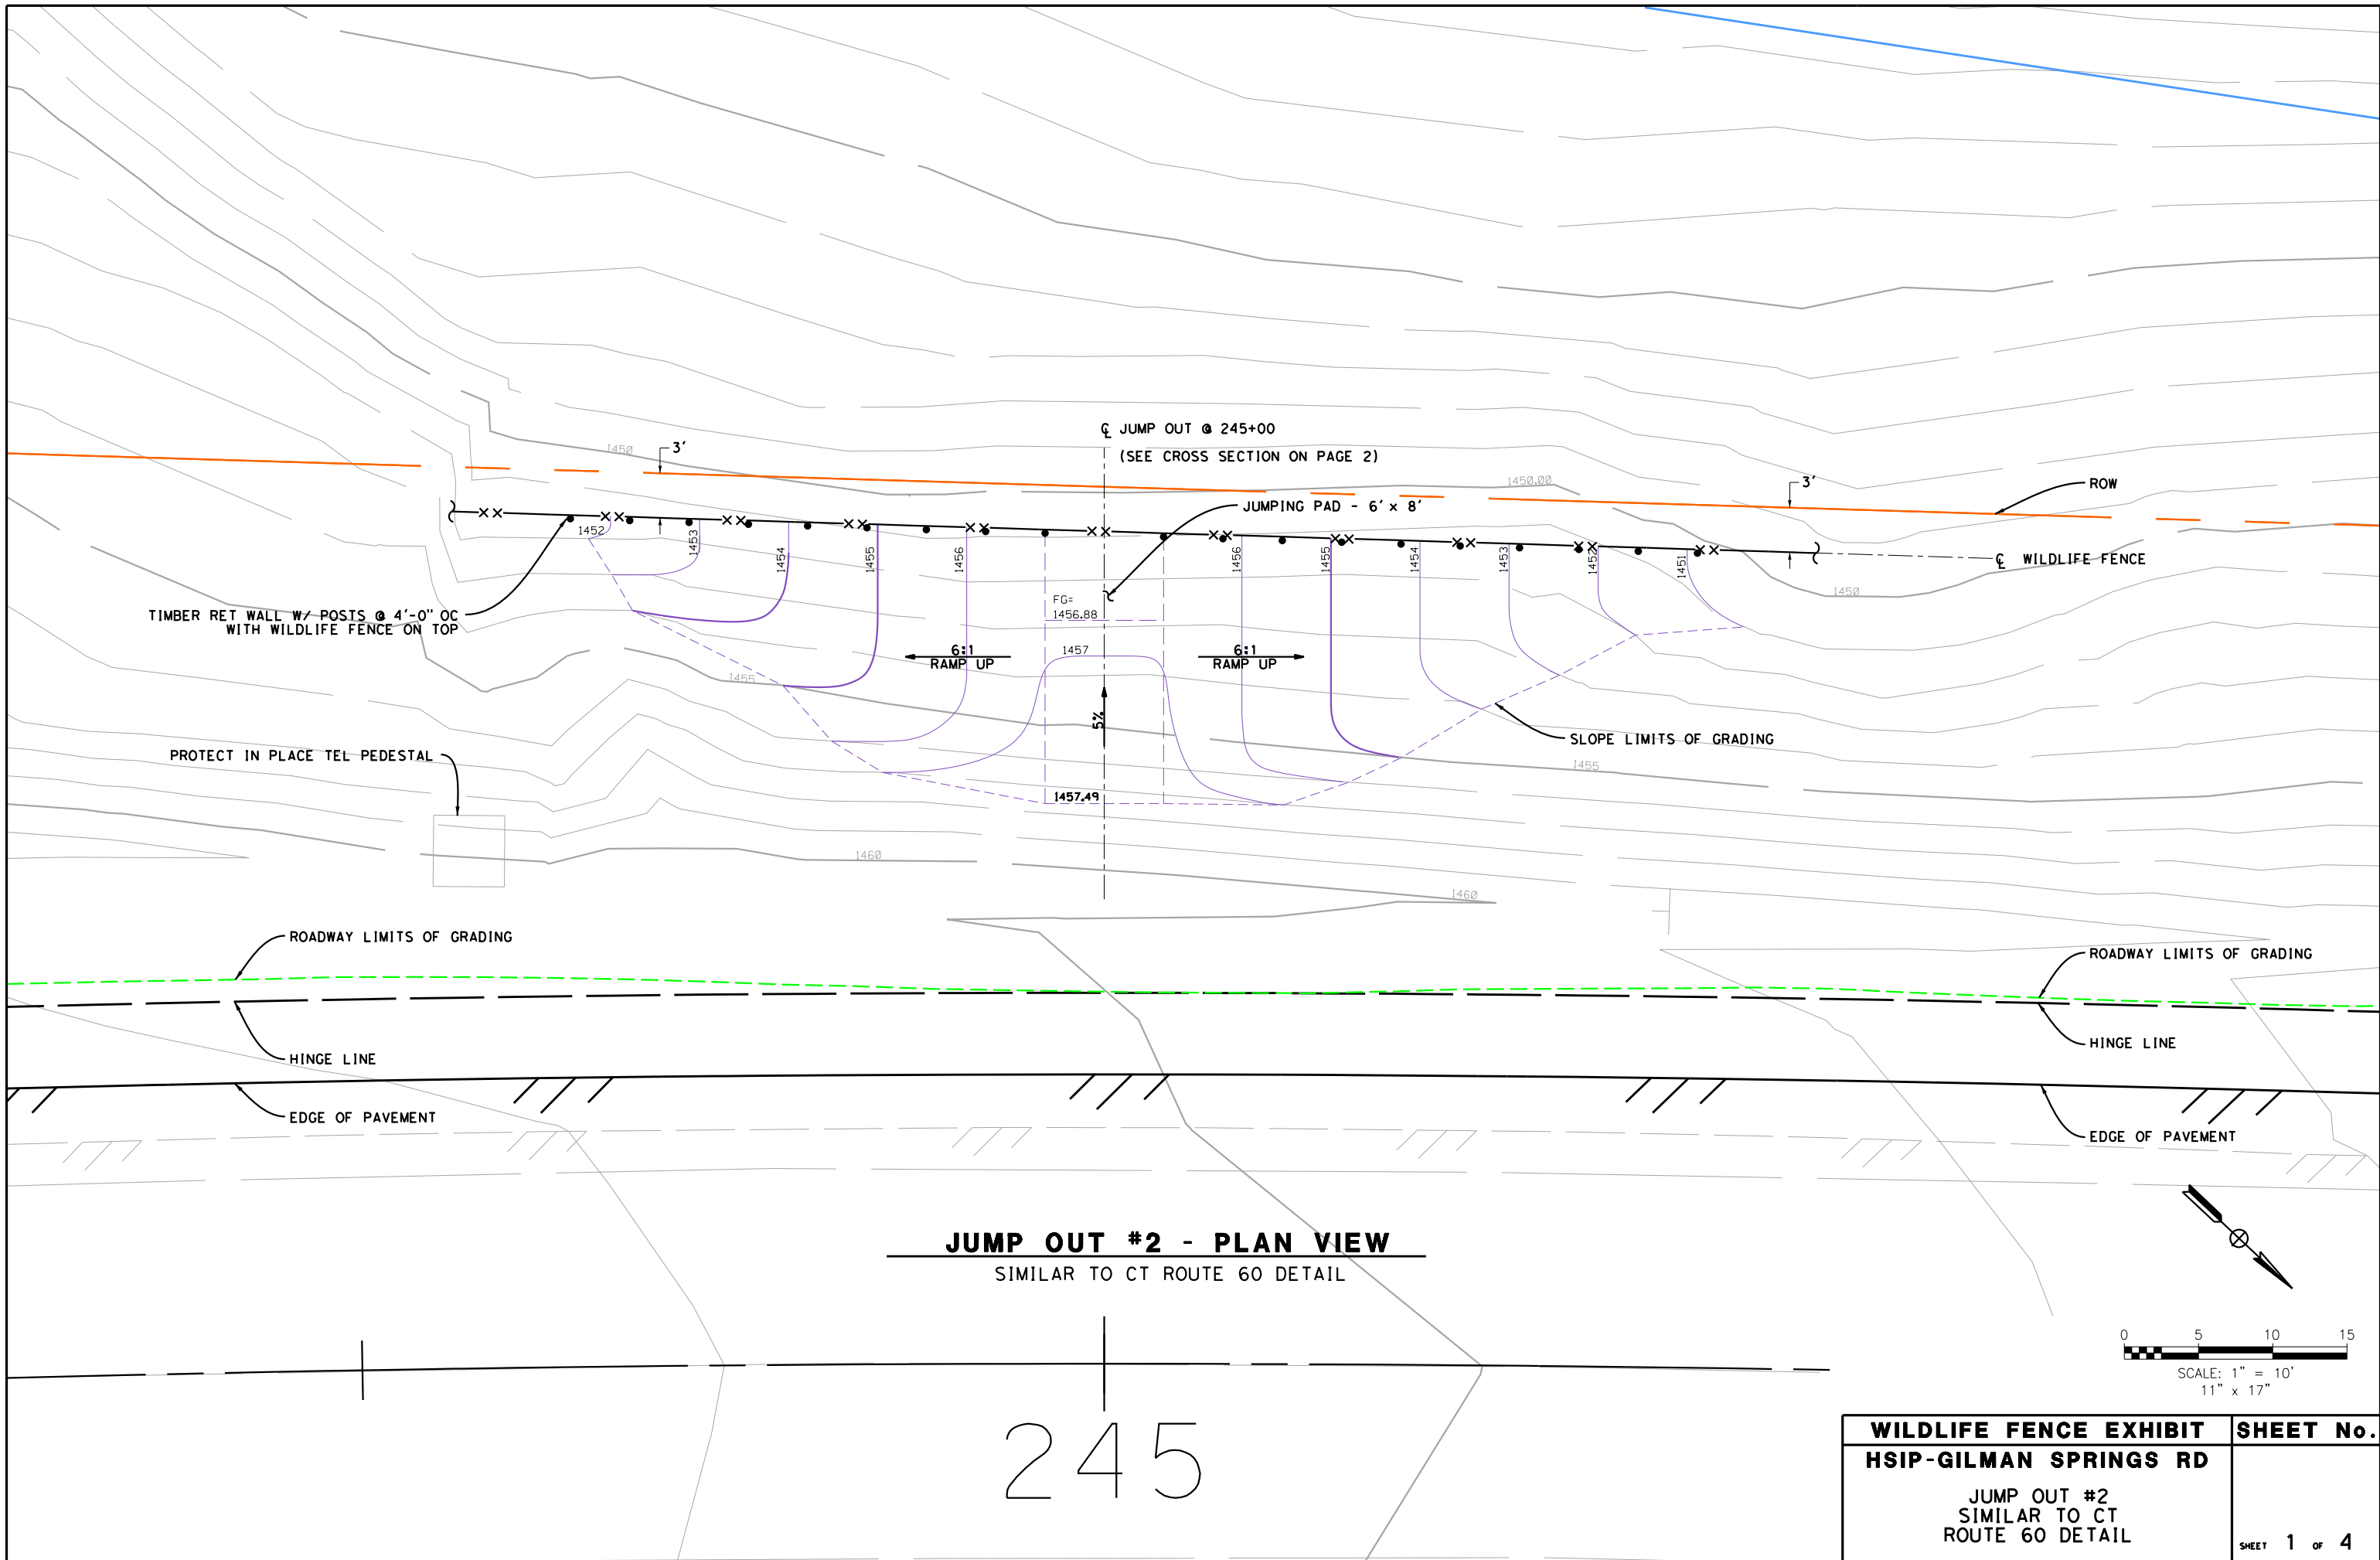 1450
3'
℄ JUMP OUT @ 245+00
(SEE CROSS SECTION ON PAGE 2)
1450.00
3'
ROW
JUMPING PAD - 6' x 8'
℄ WILDLIFE FENCE
1452
1453
1454
1455
1456
1456
1455
1454
1453
1452
1451
1450
TIMBER RET WALL W/ POSTS @ 4'-0" OC
WITH WILDLIFE FENCE ON TOP
FG=
1456.88
6:1
RAMP UP
1457
6:1
RAMP UP
1455
5%
SLOPE LIMITS OF GRADING
PROTECT IN PLACE TEL PEDESTAL
1455
1457.49
1460
1460
ROADWAY LIMITS OF GRADING
ROADWAY LIMITS OF GRADING
HINGE LINE
HINGE LINE
EDGE OF PAVEMENT
EDGE OF PAVEMENT
JUMP OUT #2 - PLAN VIEW
SIMILAR TO CT ROUTE 60 DETAIL
0 5 10 15
SCALE: 1" = 10'
11" x 17"
245
WILDLIFE FENCE EXHIBIT
SHEET No.
HSIP-GILMAN SPRINGS RD
JUMP OUT #2
SIMILAR TO CT
ROUTE 60 DETAIL
SHEET 1 OF 4